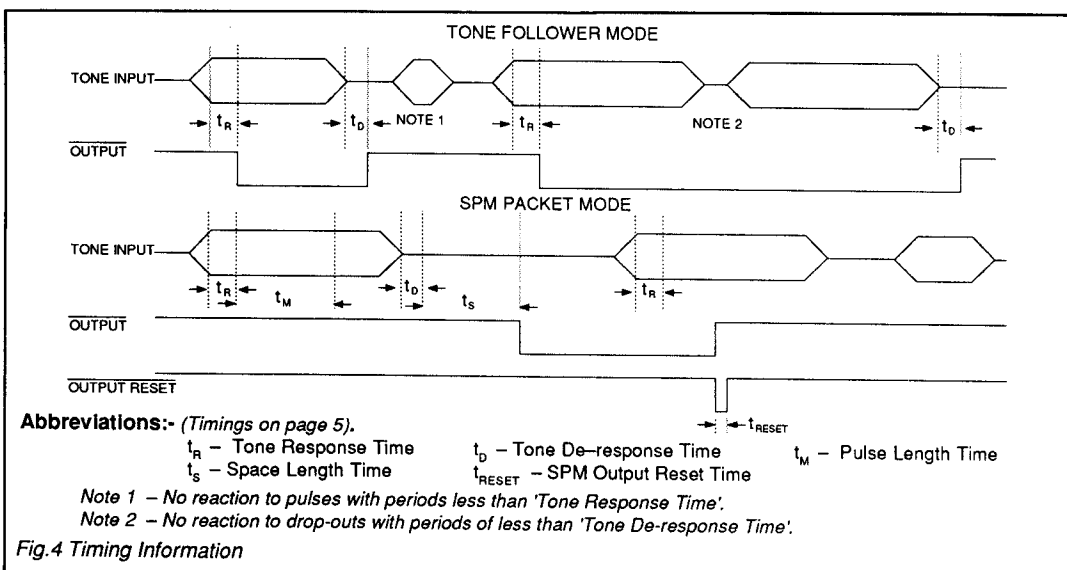 TONE FOLLOWER MODE
TONE INPUT
tR
tD
NOTE 1
tR
NOTE 2
tD
OUTPUT
SPM PACKET MODE
TONE INPUT
tR
tM
tD
tS
tR
OUTPUT
OUTPUT RESET
tRESET
Abbreviations:- (Timings on page 5).
tR – Tone Response Time tD – Tone De–response Time tM – Pulse Length Time
tS – Space Length Time tRESET – SPM Output Reset Time
Note 1 – No reaction to pulses with periods less than 'Tone Response Time'.
Note 2 – No reaction to drop-outs with periods of less than 'Tone De-response Time'.
Fig.4 Timing Information